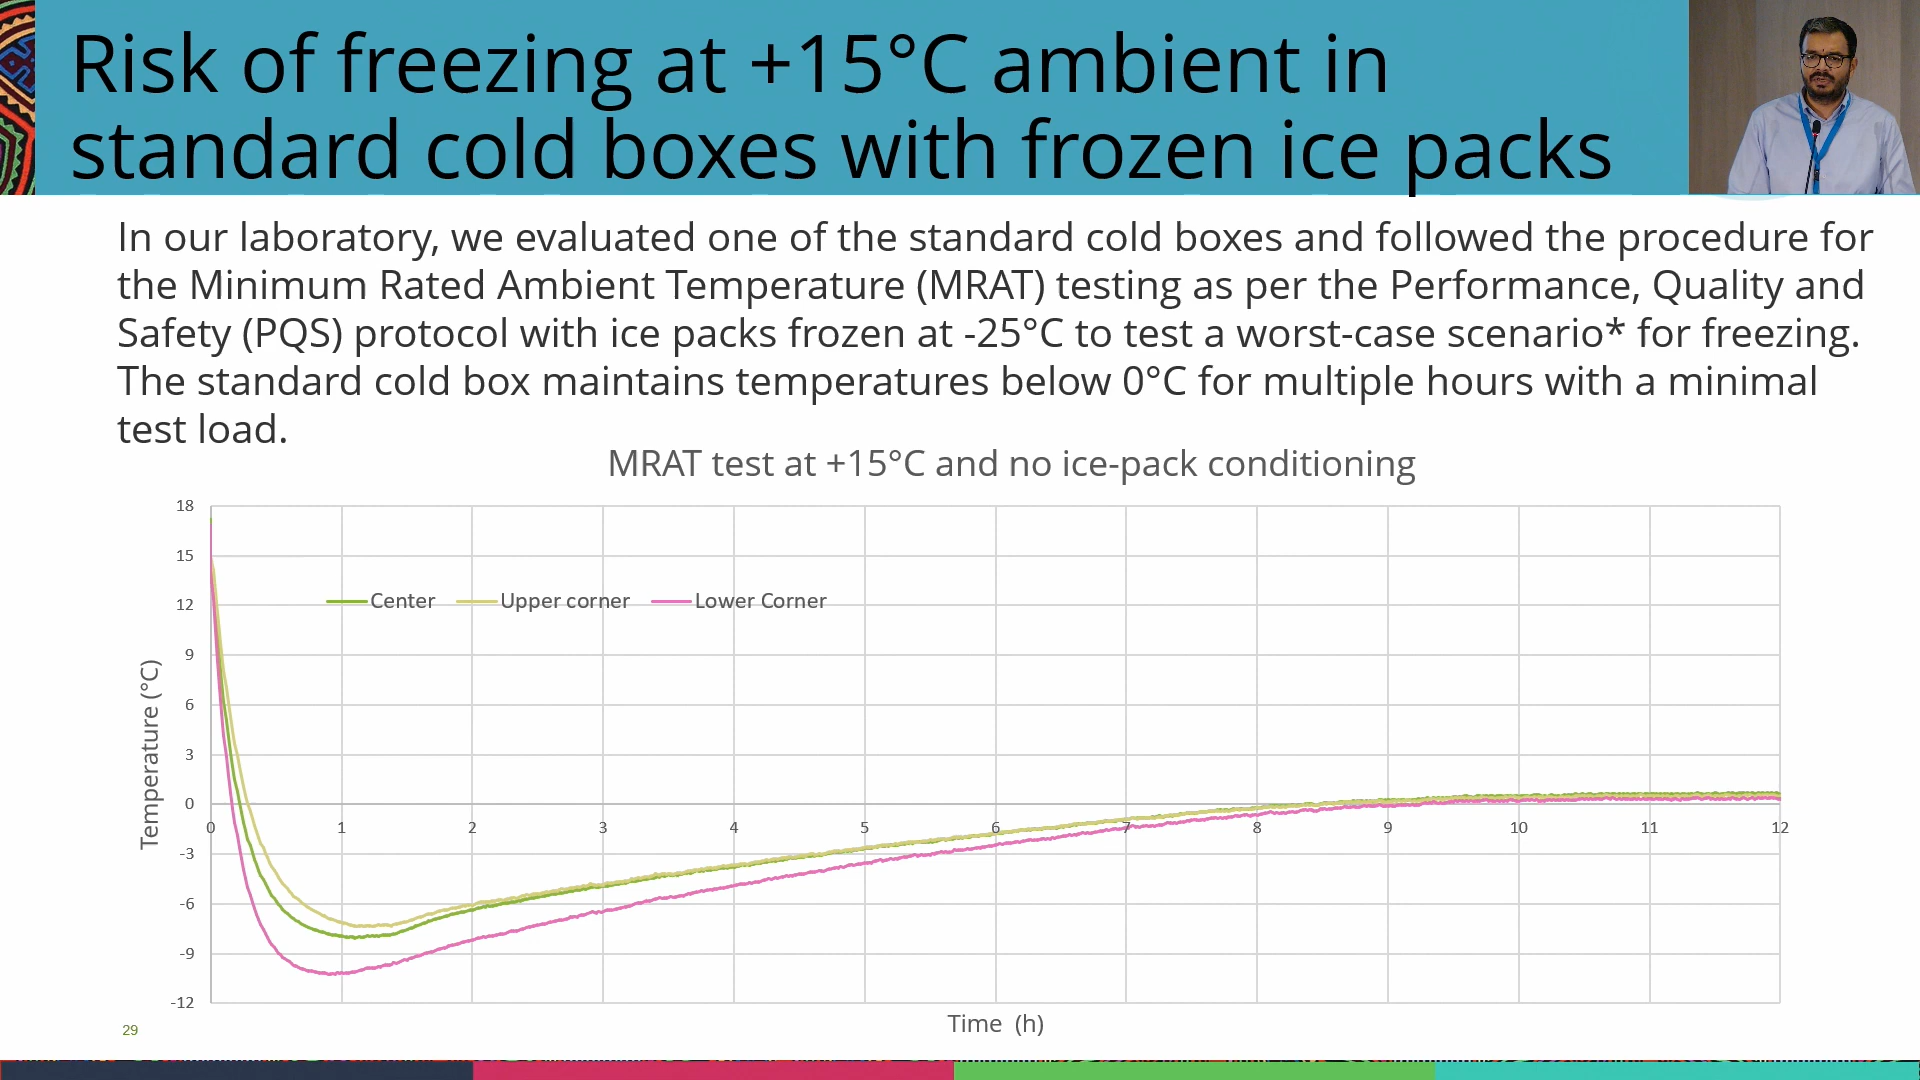 Risk of freezing at +15°C ambient in
standard cold boxes with frozen ice packs
In our laboratory, we evaluated one of the standard cold boxes and followed the procedure for
the Minimum Rated Ambient Temperature (MRAT) testing as per the Performance, Quality and
Safety (PQS) protocol with ice packs frozen at -25°C to test a worst-case scenario* for freezing.
The standard cold box maintains temperatures below 0°C for multiple hours with a minimal
test load.
MRAT test at +15°C and no ice-pack conditioning
18
15
12
9
6
3
0
-3
-6
-9
-12
Temperature (°C)
Center Upper corner Lower Corner
0 1 2 3 4 5 6 7 8 9 10 11 12
Time (h)
29